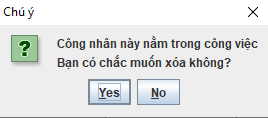 Chú ý
Công nhân này nằm trong công việc
Bạn có chắc muốn xóa không?
Yes No